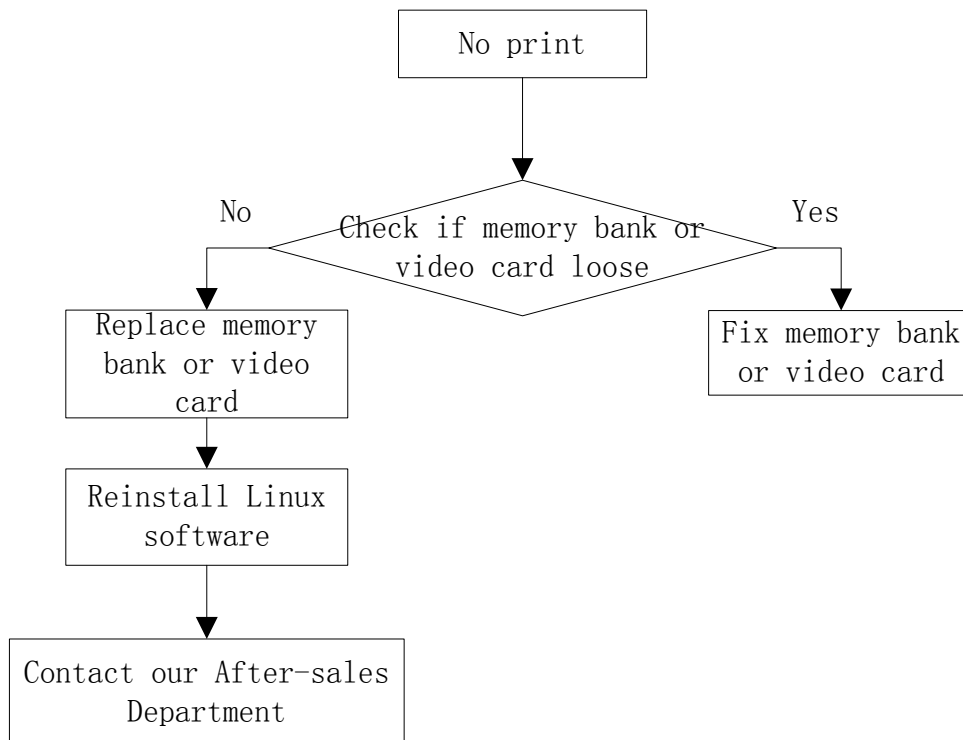 No print
No
Yes
Check if memory bank or
video card loose
Replace memory
bank or video
card
Fix memory bank
or video card
Reinstall Linux
software
Contact our After-sales
Department